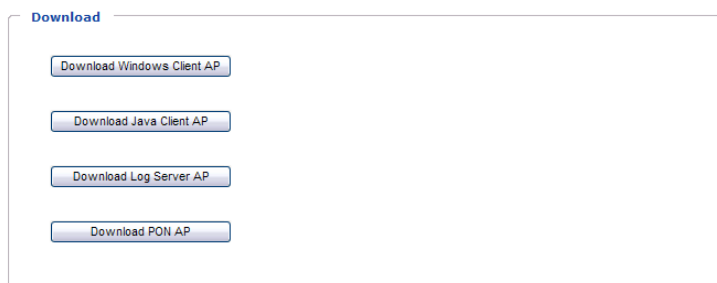 Download
Download Windows Client AP
Download Java Client AP
Download Log Server AP
Download PON AP